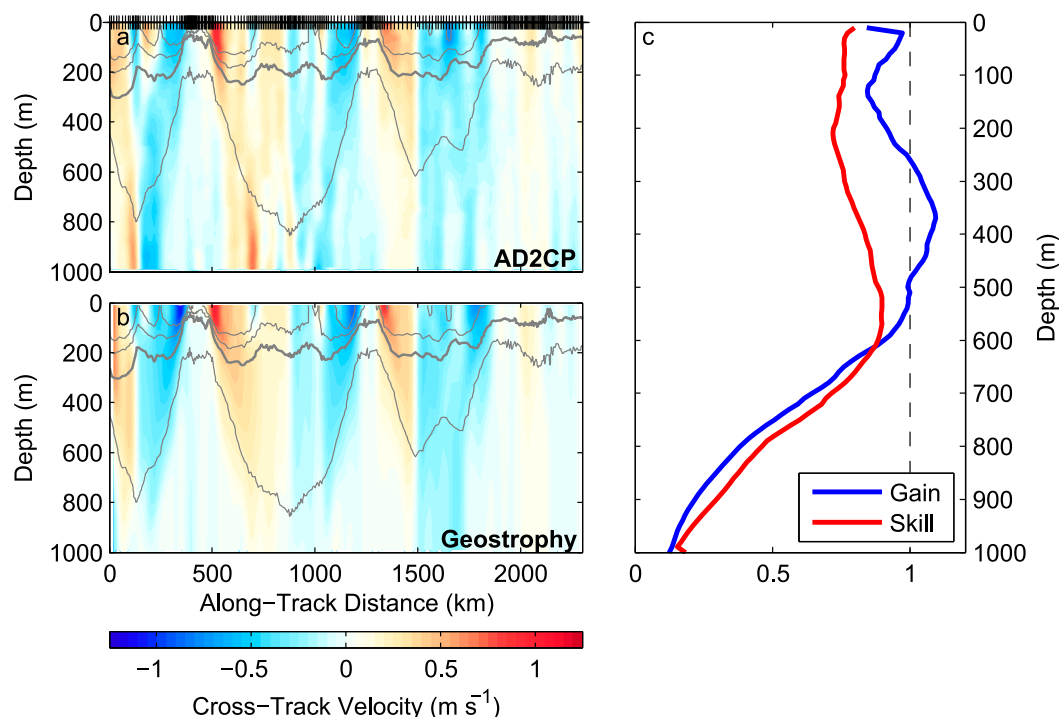 a
0
200
400
600
800
1000
Depth (m)
AD2CP
b
0
200
400
600
800
1000
Depth (m)
Geostrophy
0 500 1000 1500 2000
Along−Track Distance (km)
−1 −0.5 0 0.5 1
Cross−Track Velocity (m s⁻¹)
c
0
100
200
300
400
500
600
700
800
900
1000
Depth (m)
Gain
Skill
0 0.5 1